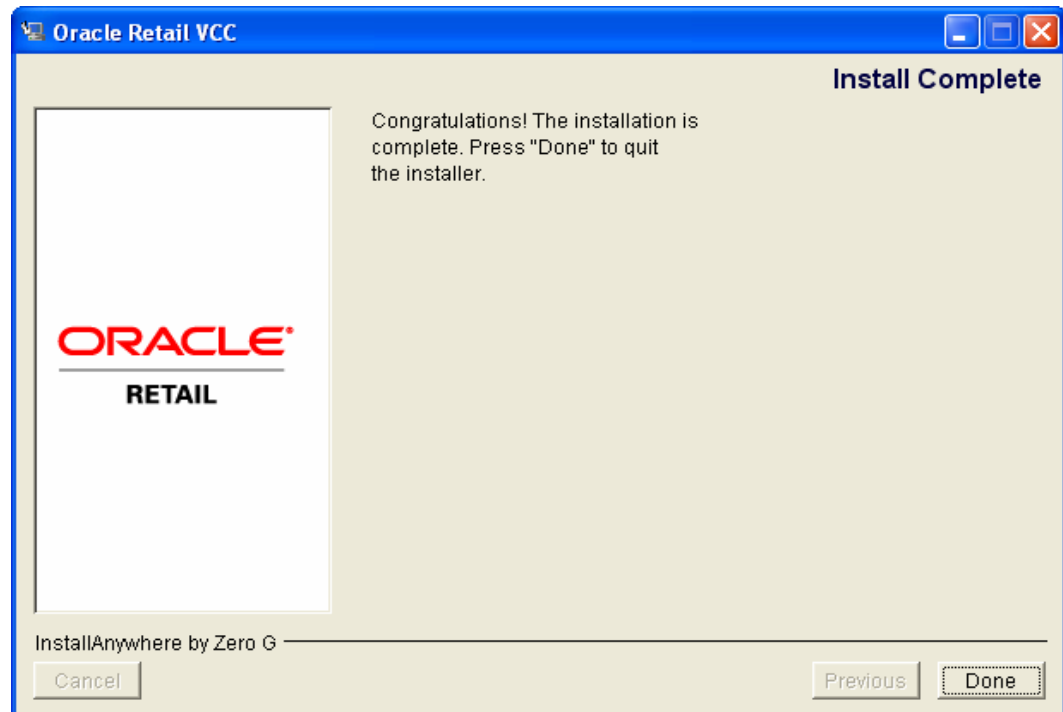 Oracle Retail VCC
Install Complete
Congratulations! The installation is
complete. Press "Done" to quit
the installer.
ORACLE®
RETAIL
InstallAnywhere by Zero G
Cancel
Previous
Done